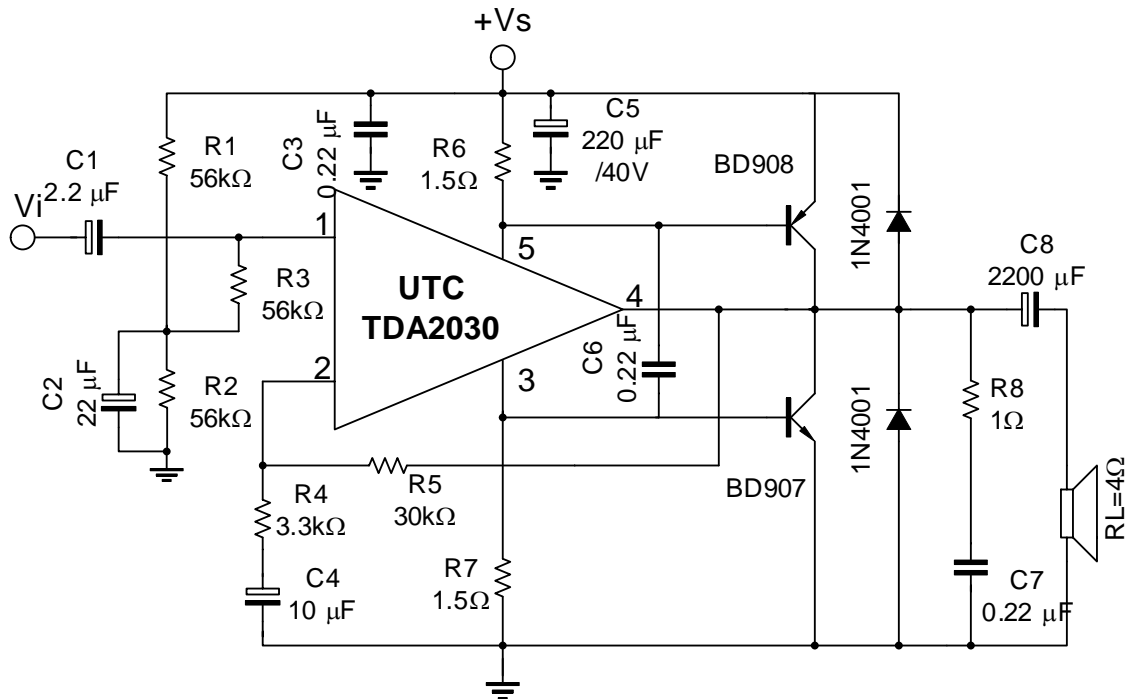 +Vs
C5
220 μF
/40V
C3
0.22 μF
R6
1.5Ω
R1
56kΩ
BD908
C1
2.2 μF
Vi
1
5
1N4001
R3
56kΩ
UTC
TDA2030
4
C8
2200 μF
C2
22 μF
R2
56kΩ
2
3
C6
0.22 μF
R8
1Ω
1N4001
R5
30kΩ
R4
3.3kΩ
BD907
RL=4Ω
C4
10 μF
R7
1.5Ω
C7
0.22 μF